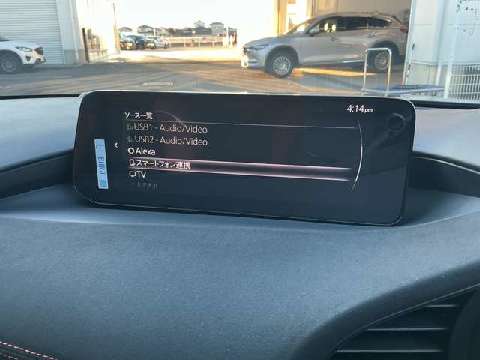 ソース一覧
4:14pm
USB1 - Audio/Video
USB2 - Audio/Video
Alexa
スマートフォン連携
TV